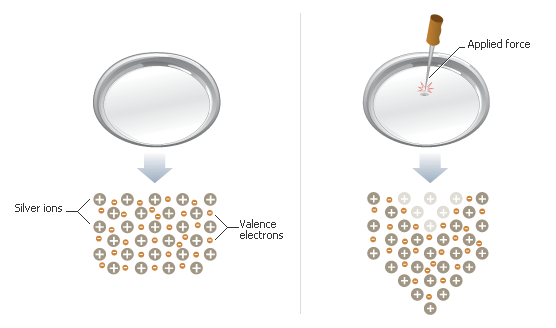 Applied force
Silver ions
Valence
electrons